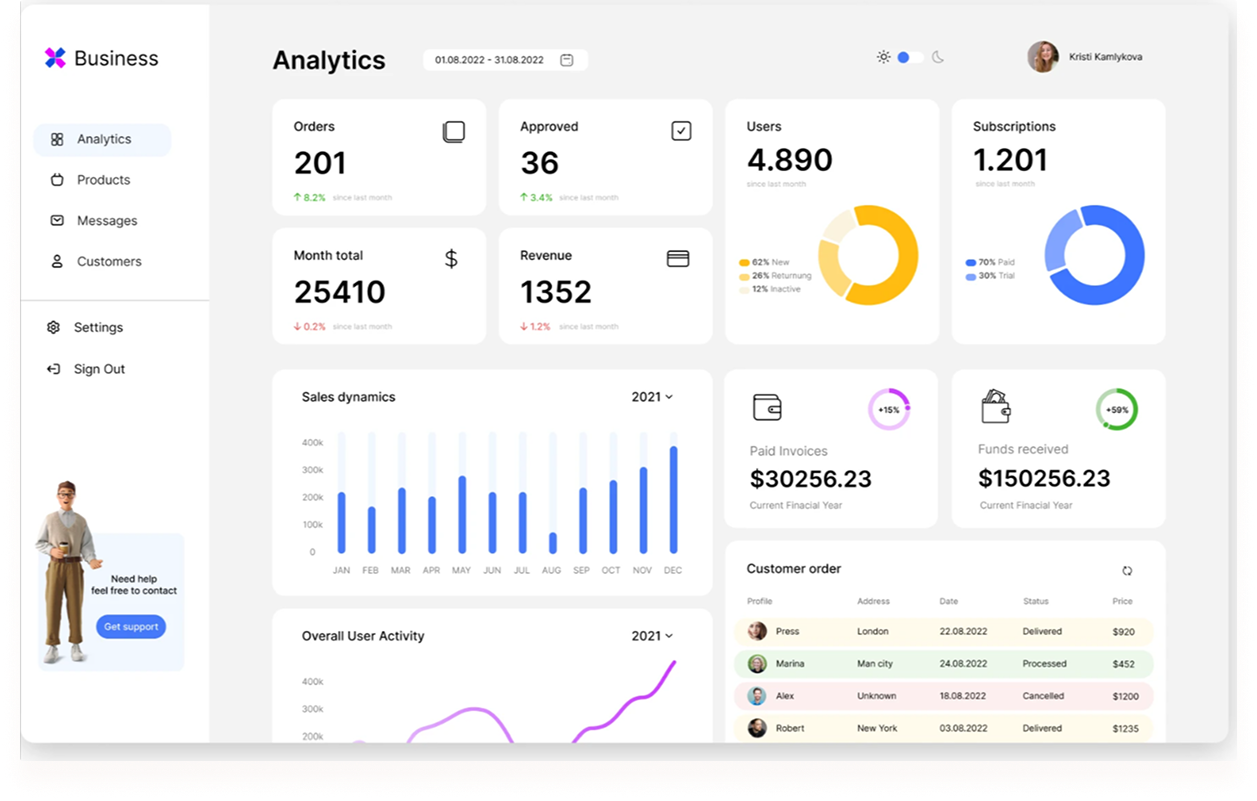 Business
Analytics
Products
Messages
Customers
Settings
Sign Out
Need help
feel free to contact
Get support
Analytics
01.08.2022 - 31.08.2022
Kristi Kamlykova
Orders
201
8.2% since last month
Approved
36
3.4% since last month
Month total
25410
0.2% since last month
Revenue
1352
1.2% since last month
Users
4.890
since last month
62% New
26% Returnung
12% Inactive
Subscriptions
1.201
since last month
70% Paid
30% Trial
Sales dynamics
2021
400k
300k
200k
100k
0
JAN FEB MAR APR MAY JUN JUL AUG SEP OCT NOV DEC
Overall User Activity
2021
400k
300k
200k
+15%
Paid Invoices
$30256.23
Current Finacial Year
+59%
Funds received
$150256.23
Current Finacial Year
Customer order
Profile Address Date Status Price
Press London 22.08.2022 Delivered $920
Marina Man city 24.08.2022 Processed $452
Alex Unknown 18.08.2022 Cancelled $1200
Robert New York 03.08.2022 Delivered $1235